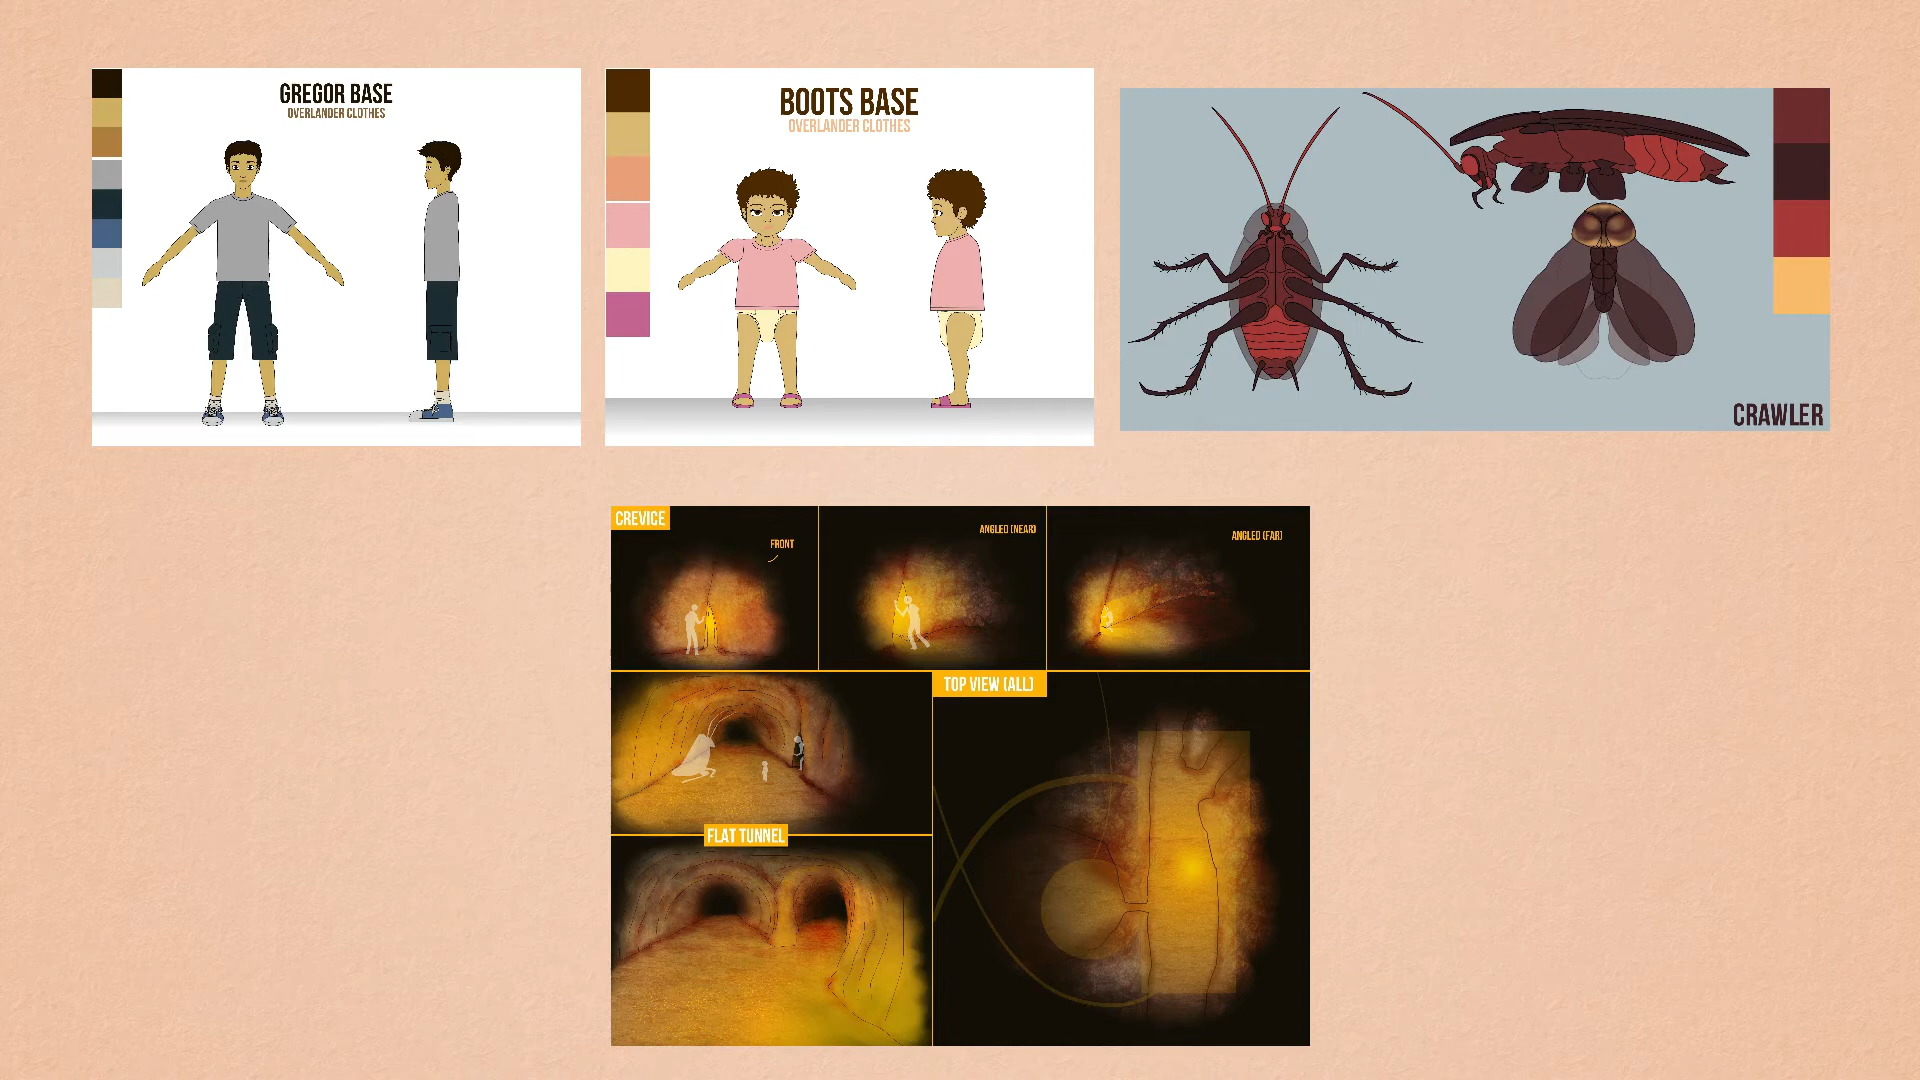 GREGOR BASE
OVERLANDER CLOTHES
BOOTS BASE
OVERLANDER CLOTHES
CRAWLER
CREVICE
FRONT
ANGLED (NEAR)
ANGLED (FAR)
TOP VIEW (ALL)
FLAT TUNNEL